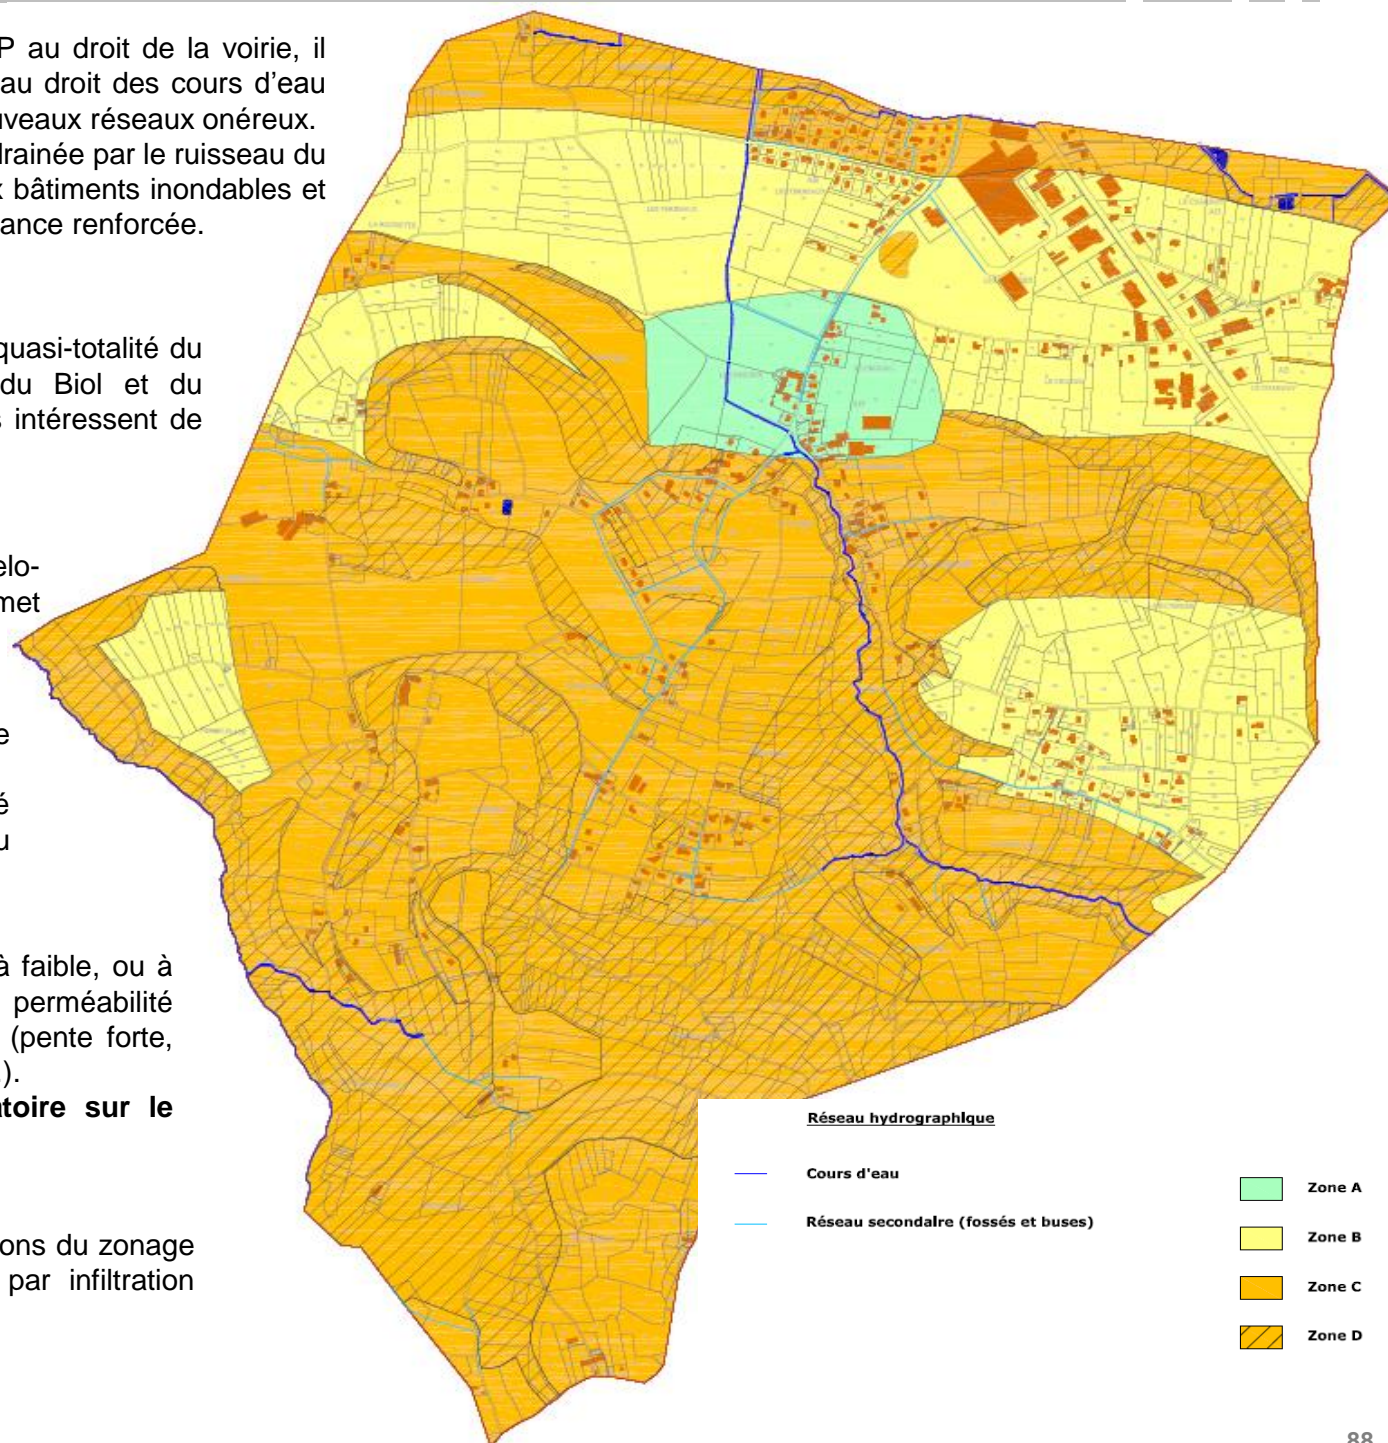 P au droit de la voirie, il
au droit des cours d'eau
uveaux réseaux onéreux.
drainée par le ruisseau du
x bâtiments inondables et
ance renforcée.
quasi-totalité du
du Biol et du
s intéressent de
elo-
met
e
é
u
à faible, ou à
perméabilité
(pente forte,
.).
atoire sur le
ons du zonage
par infiltration
Réseau hydrographique
Cours d'eau
Réseau secondaire (fossés et buses)
Zone A
Zone B
Zone C
Zone D
88